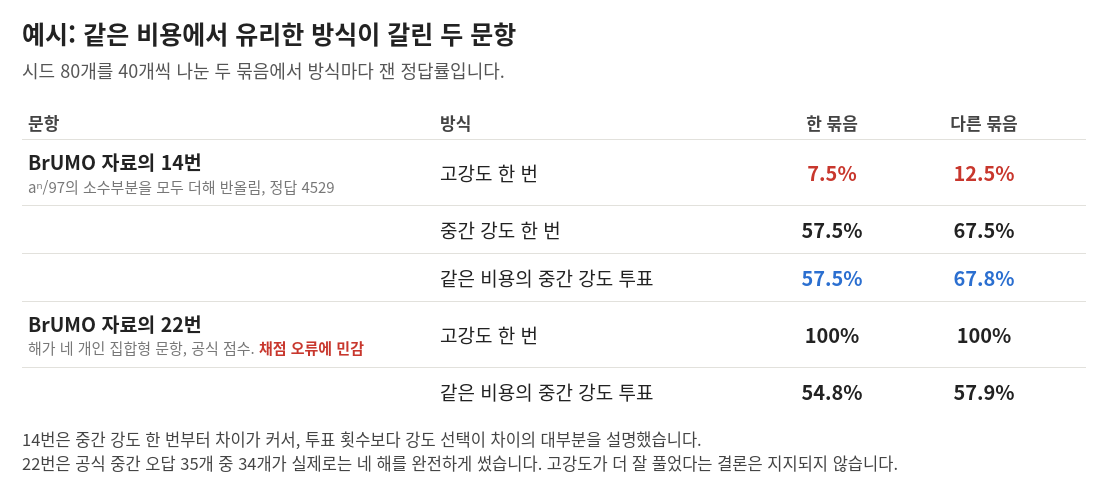 예시: 같은 비용에서 유리한 방식이 갈린 두 문항
시드 80개를 40개씩 나눈 두 묶음에서 방식마다 잰 정답률입니다.
문항 방식 한 묶음 다른 묶음
BrUMO 자료의 14번
aⁿ/97의 소수부분을 모두 더해 반올림, 정답 4529
고강도 한 번 7.5% 12.5%
중간 강도 한 번 57.5% 67.5%
같은 비용의 중간 강도 투표 57.5% 67.8%
BrUMO 자료의 22번
해가 네 개인 집합형 문항, 공식 점수. 채점 오류에 민감
고강도 한 번 100% 100%
같은 비용의 중간 강도 투표 54.8% 57.9%
14번은 중간 강도 한 번부터 차이가 커서, 투표 횟수보다 강도 선택이 차이의 대부분을 설명했습니다.
22번은 공식 중간 오답 35개 중 34개가 실제로는 네 해를 완전하게 썼습니다. 고강도가 더 잘 풀었다는 결론은 지지되지 않습니다.